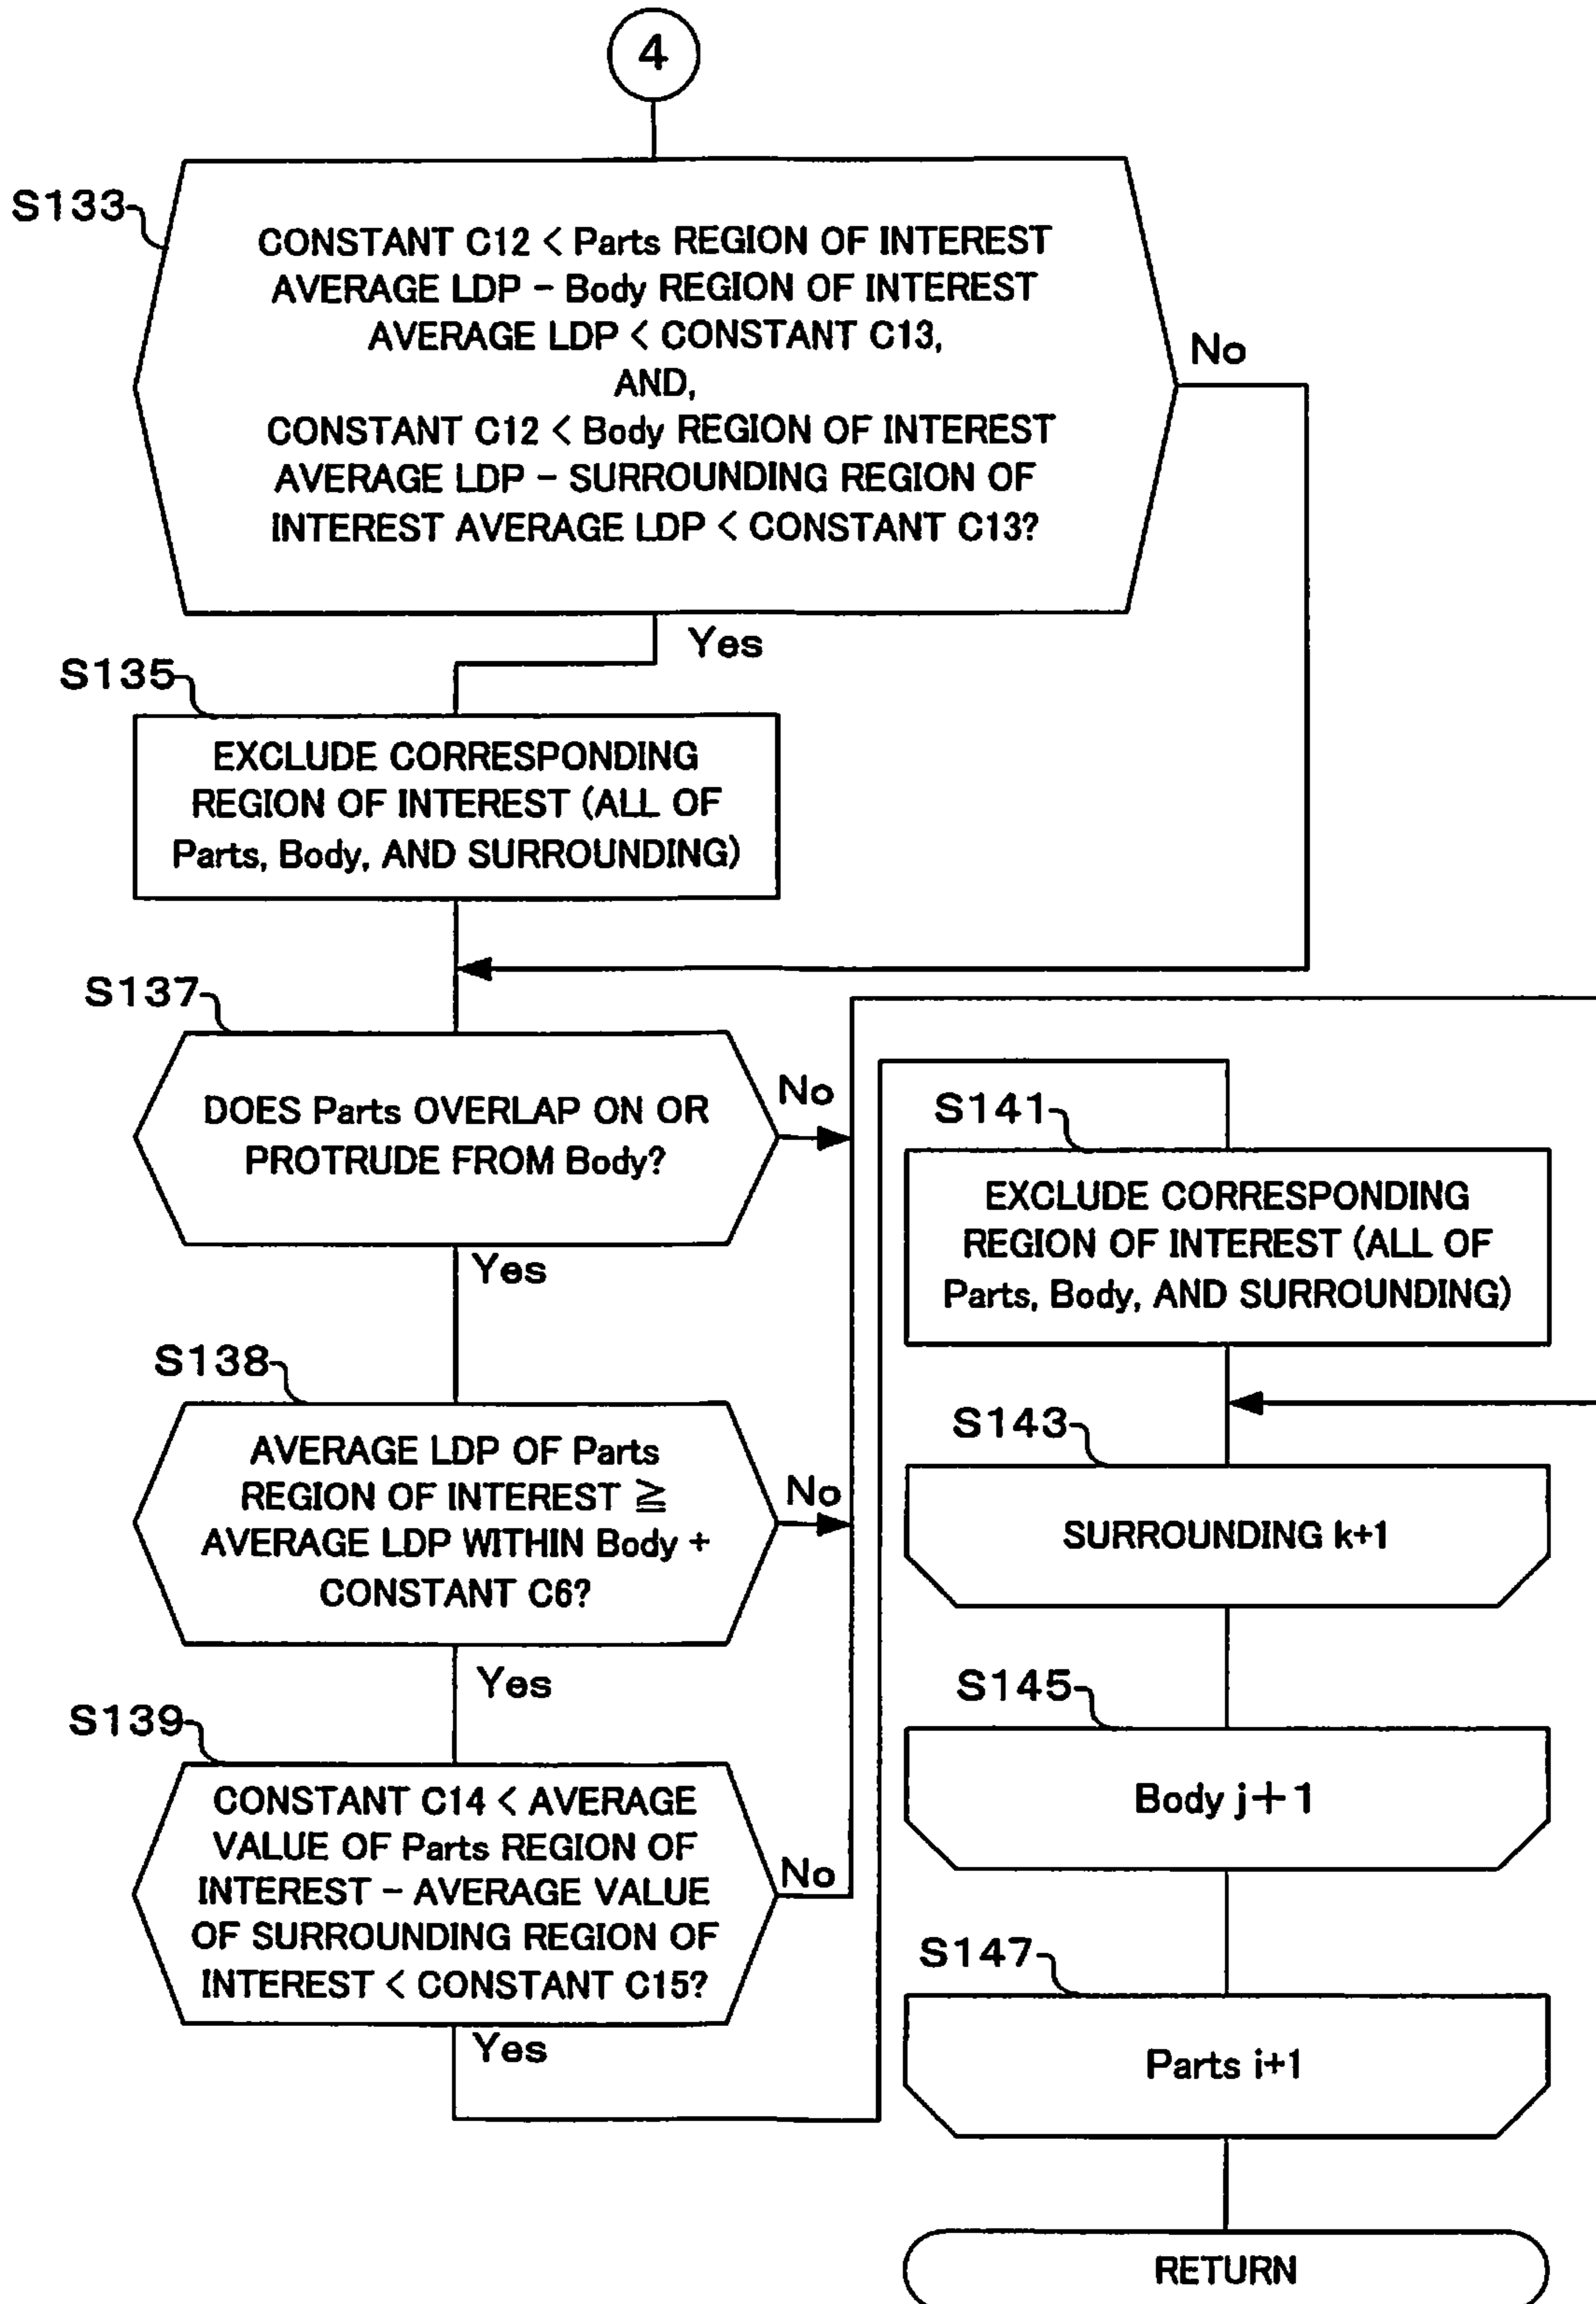 4
S133
CONSTANT C12 < Parts REGION OF INTEREST
AVERAGE LDP – Body REGION OF INTEREST
AVERAGE LDP < CONSTANT C13,
AND,
CONSTANT C12 < Body REGION OF INTEREST
AVERAGE LDP – SURROUNDING REGION OF
INTEREST AVERAGE LDP < CONSTANT C13?
No
Yes
S135
EXCLUDE CORRESPONDING
REGION OF INTEREST (ALL OF
Parts, Body, AND SURROUNDING)
S137
DOES Parts OVERLAP ON OR
PROTRUDE FROM Body?
No
Yes
S138
AVERAGE LDP OF Parts
REGION OF INTEREST ≧
AVERAGE LDP WITHIN Body +
CONSTANT C6?
No
Yes
S139
CONSTANT C14 < AVERAGE
VALUE OF Parts REGION OF
INTEREST – AVERAGE VALUE
OF SURROUNDING REGION OF
INTEREST < CONSTANT C15?
No
Yes
S141
EXCLUDE CORRESPONDING
REGION OF INTEREST (ALL OF
Parts, Body, AND SURROUNDING)
S143
SURROUNDING k+1
S145
Body j+1
S147
Parts i+1
RETURN